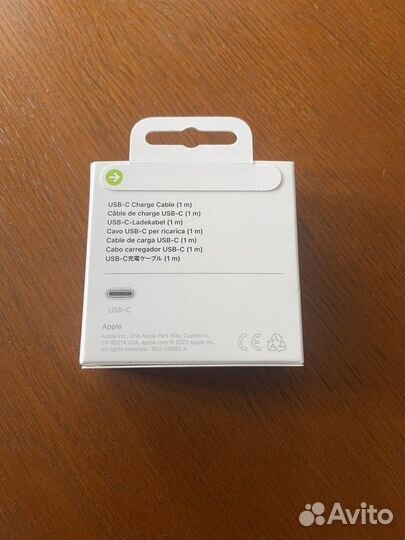 USB-C Charge Cable (1 m)
Câble de charge USB-C (1 m)
USB-C-Ladekabel (1 m)
Cavo USB-C per ricarica (1 m)
Cable de carga USB-C (1 m)
Cabo carregador USB-C (1 m)
USB-C充電ケーブル (1 m)
USB-C
Apple
Apple Inc., One Apple Park Way, Cupertino,
CA 95014 USA, apple.com © 2022 Apple Inc.
All rights reserved. 602-05882-A
CE
Avito